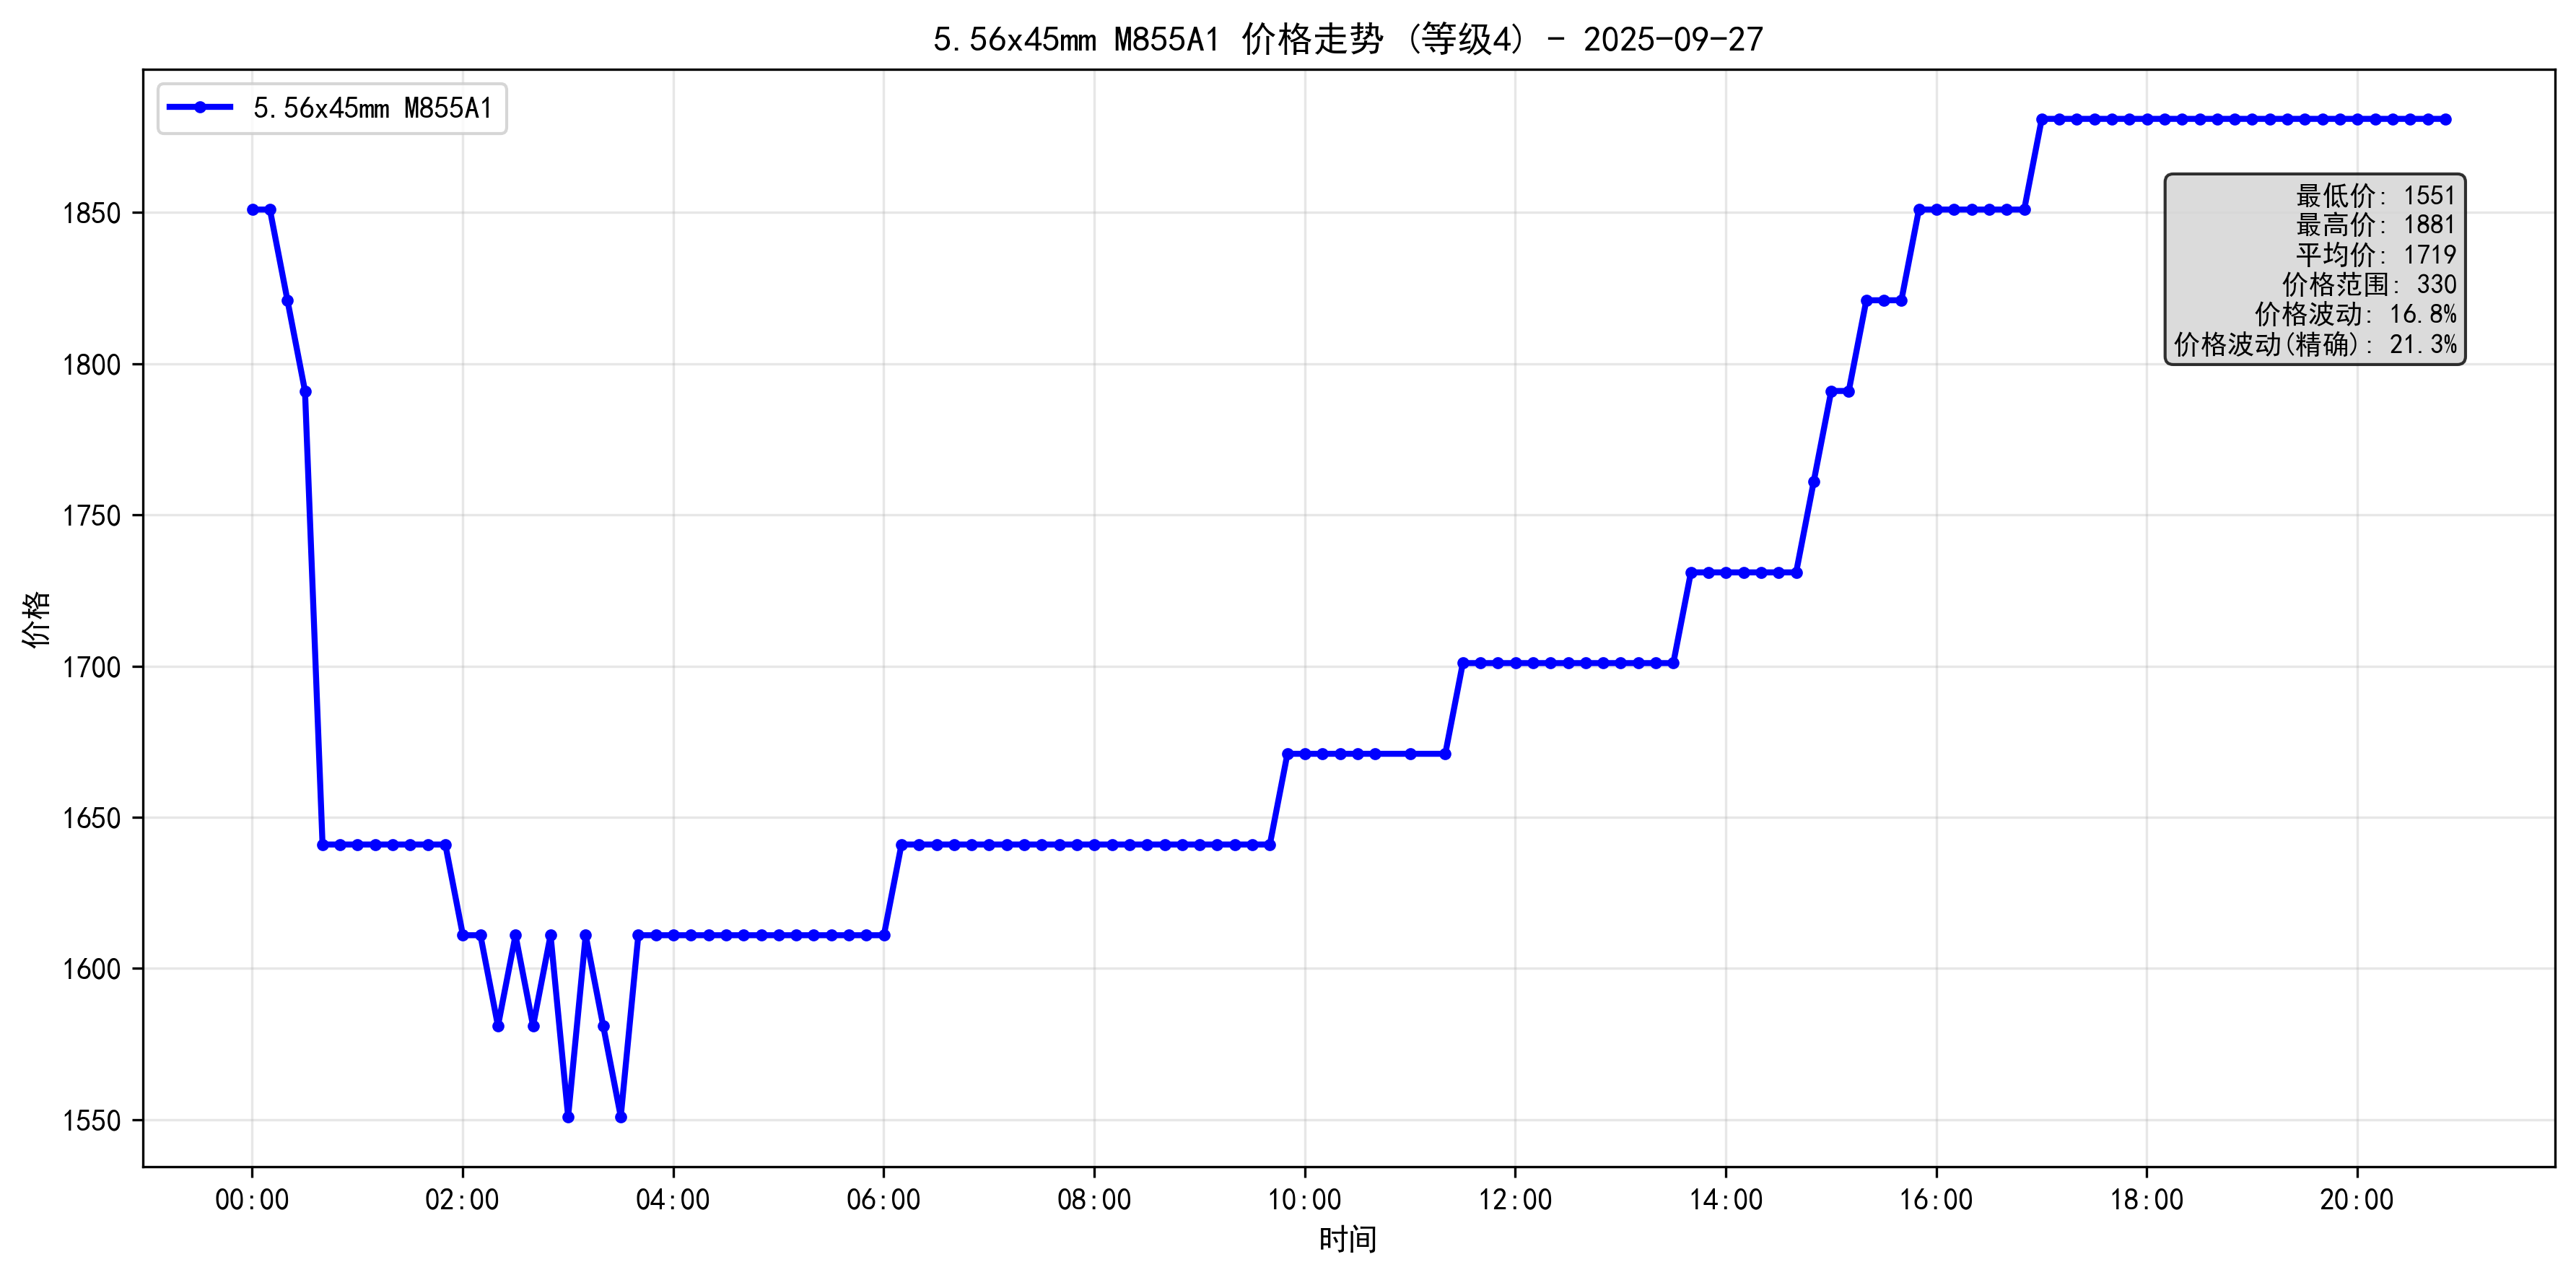 5.56x45mm M855A1 价格走势 (等级4) - 2025-09-27
5.56x45mm M855A1
最低价: 1551
最高价: 1881
平均价: 1719
价格范围: 330
价格波动: 16.8%
价格波动(精确): 21.3%
价格
1850
1800
1750
1700
1650
1600
1550
00:00 02:00 04:00 06:00 08:00 10:00 12:00 14:00 16:00 18:00 20:00
时间